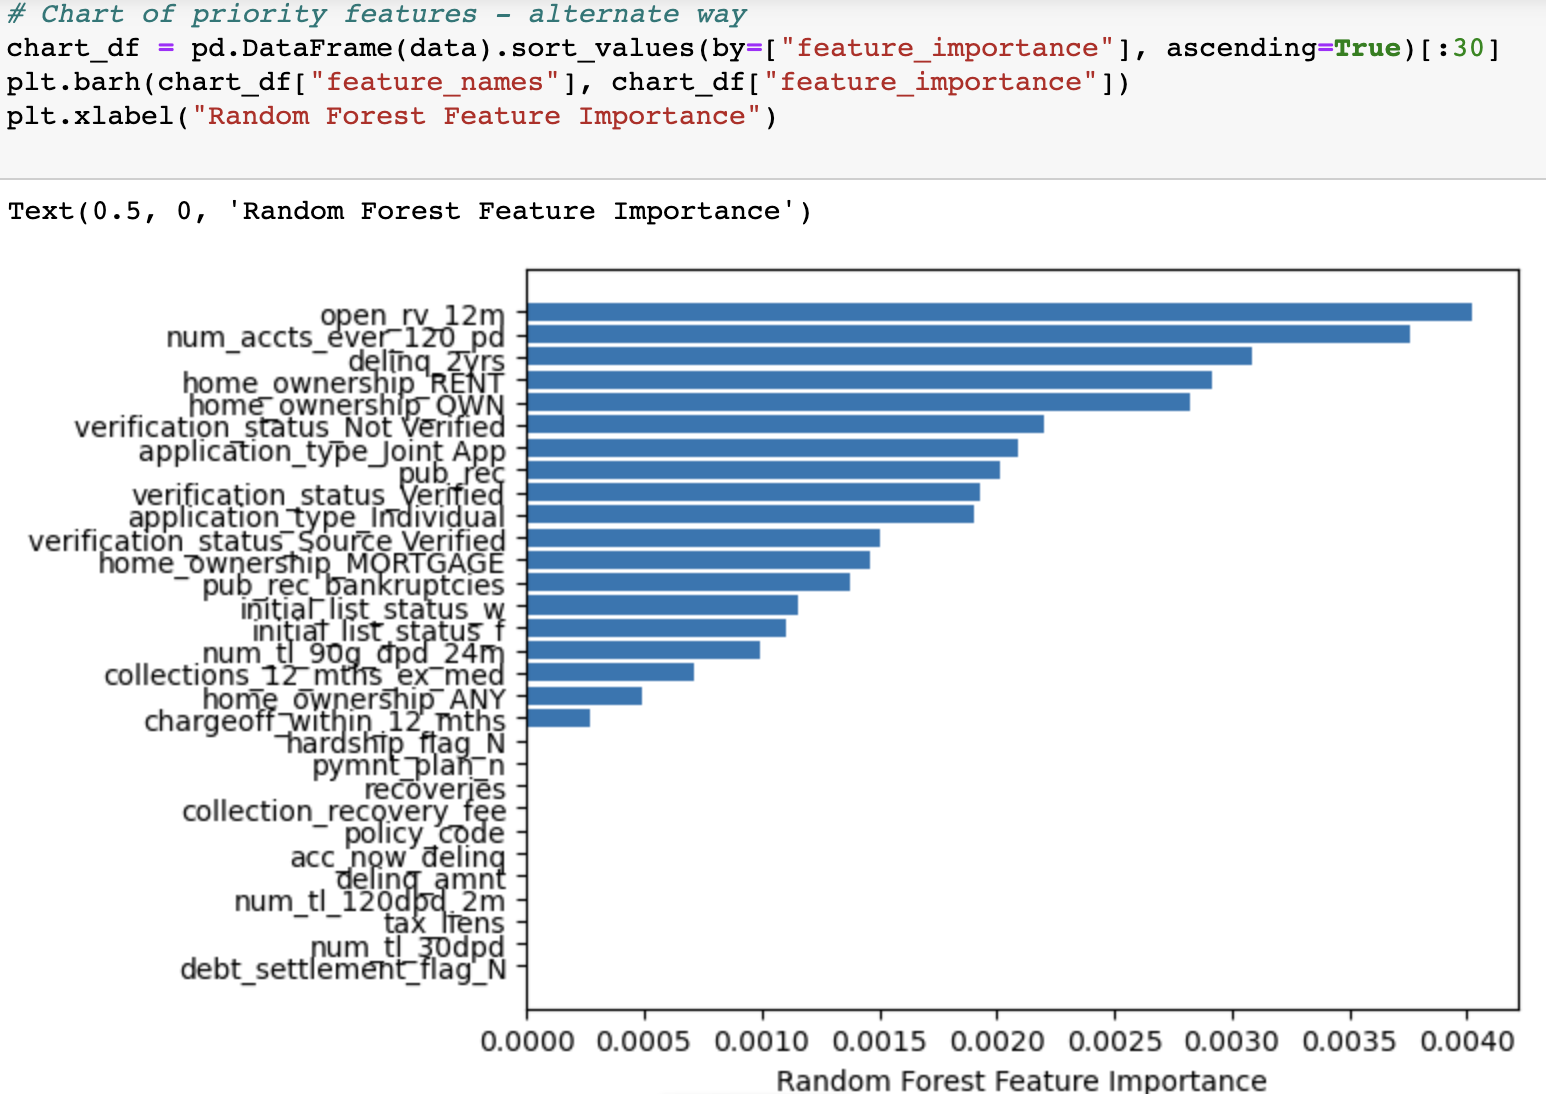 # Chart of priority features - alternate way
chart_df = pd.DataFrame(data).sort_values(by=["feature_importance"], ascending=True)[:30]
plt.barh(chart_df["feature_names"], chart_df["feature_importance"])
plt.xlabel("Random Forest Feature Importance")
Text(0.5, 0, 'Random Forest Feature Importance')
open_rv_12m
num_accts_ever_120_pd
delinq_2yrs
home_ownership_RENT
home_ownership_OWN
verification_status_Not Verified
application_type_Joint App
pub_rec
verification_status_Verified
application_type_Individual
verification_status_Source Verified
home_ownership_MORTGAGE
pub_rec_bankruptcies
initial_list_status_w
initial_list_status_f
num_tl_90g_dpd_24m
collections_12_mths_ex_med
home_ownership_ANY
chargeoff_within_12_mths
hardship_flag_N
pymnt_plan_n
recoveries
collection_recovery_fee
policy_code
acc_now_delinq
delinq_amnt
num_tl_120dpd_2m
tax_liens
num_tl_30dpd
debt_settlement_flag_N
0.0000 0.0005 0.0010 0.0015 0.0020 0.0025 0.0030 0.0035 0.0040
Random Forest Feature Importance